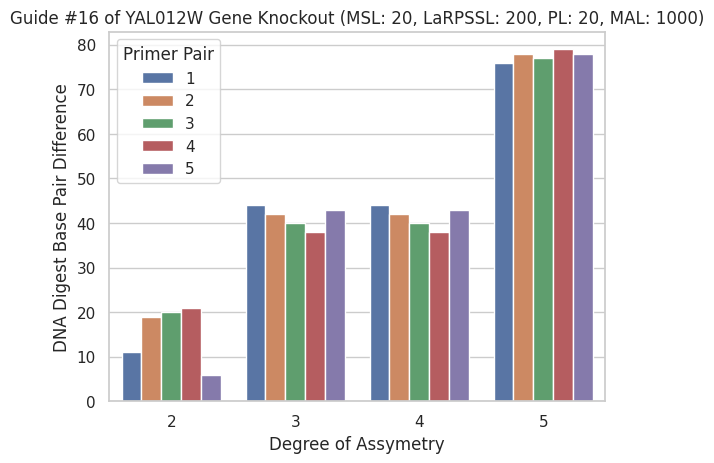 Guide #16 of YAL012W Gene Knockout (MSL: 20, LaRPSSL: 200, PL: 20, MAL: 1000)
DNA Digest Base Pair Difference
80
70
60
50
40
30
20
10
0
Primer Pair
1
2
3
4
5
2 3 4 5
Degree of Assymetry